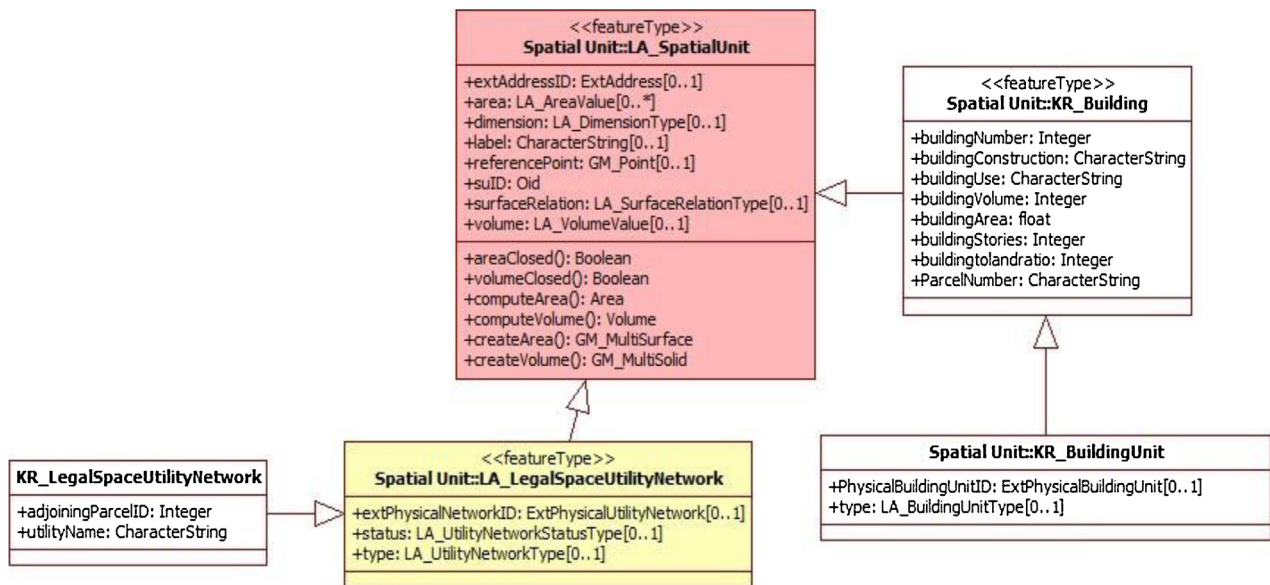 <<featureType>>
Spatial Unit::LA_SpatialUnit
+extAddressID: ExtAddress[0..1]
+area: LA_AreaValue[0..*]
+dimension: LA_DimensionType[0..1]
+label: CharacterString[0..1]
+referencePoint: GM_Point[0..1]
+suID: Oid
+surfaceRelation: LA_SurfaceRelationType[0..1]
+volume: LA_VolumeValue[0..1]
+areaClosed(): Boolean
+volumeClosed(): Boolean
+computeArea(): Area
+computeVolume(): Volume
+createArea(): GM_MultiSurface
+createVolume(): GM_MultiSolid
<<featureType>>
Spatial Unit::KR_Building
+buildingNumber: Integer
+buildingConstruction: CharacterString
+buildingUse: CharacterString
+buildingVolume: Integer
+buildingArea: float
+buildingStories: Integer
+buildingtolandratio: Integer
+ParcelNumber: CharacterString
KR_LegalSpaceUtilityNetwork
+adjoiningParcelID: Integer
+utilityName: CharacterString
<<featureType>>
Spatial Unit::LA_LegalSpaceUtilityNetwork
+extPhysicalNetworkID: ExtPhysicalUtilityNetwork[0..1]
+status: LA_UtilityNetworkStatusType[0..1]
+type: LA_UtilityNetworkType[0..1]
Spatial Unit::KR_BuildingUnit
+PhysicalBuildingUnitID: ExtPhysicalBuildingUnit[0..1]
+type: LA_BuildingUnitType[0..1]